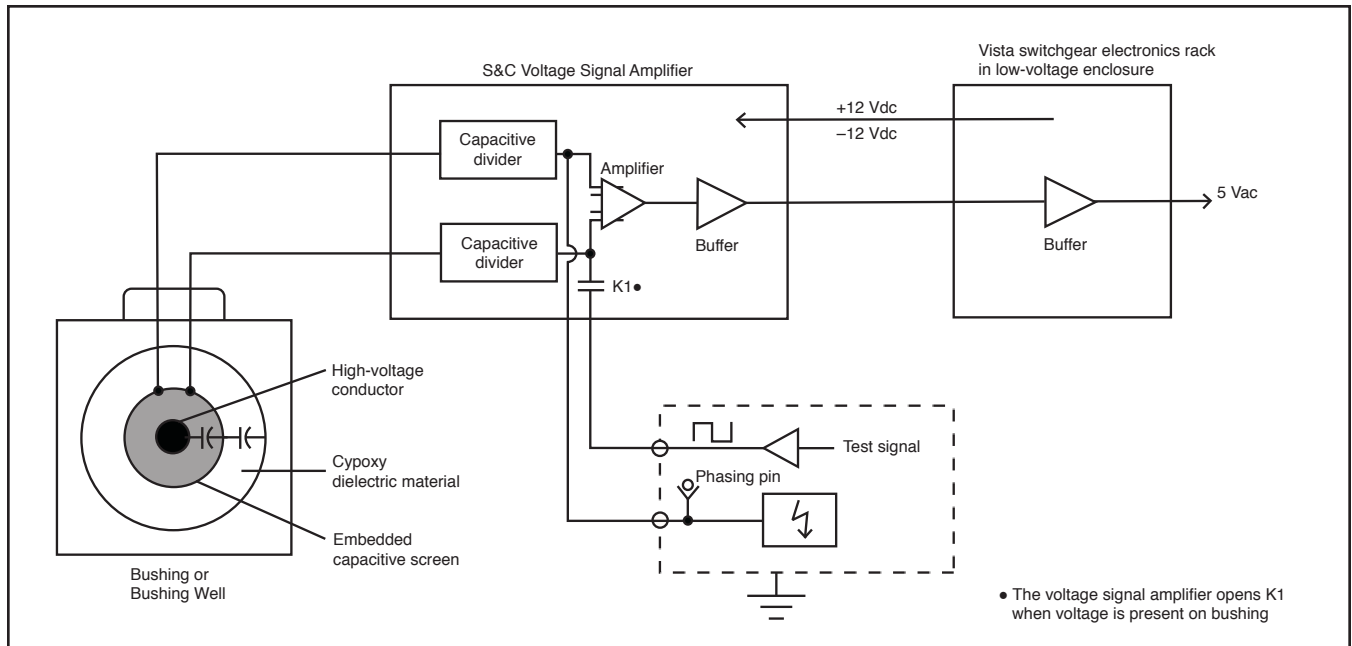 S&C Voltage Signal Amplifier
Vista switchgear electronics rack
in low-voltage enclosure
+12 Vdc
–12 Vdc
Capacitive
divider
Amplifier
Buffer
5 Vac
Buffer
Capacitive
divider
K1●
High-voltage
conductor
Cypoxy
dielectric material
Embedded
capacitive screen
Bushing or
Bushing Well
Test signal
Phasing pin
● The voltage signal amplifier opens K1
when voltage is present on bushing